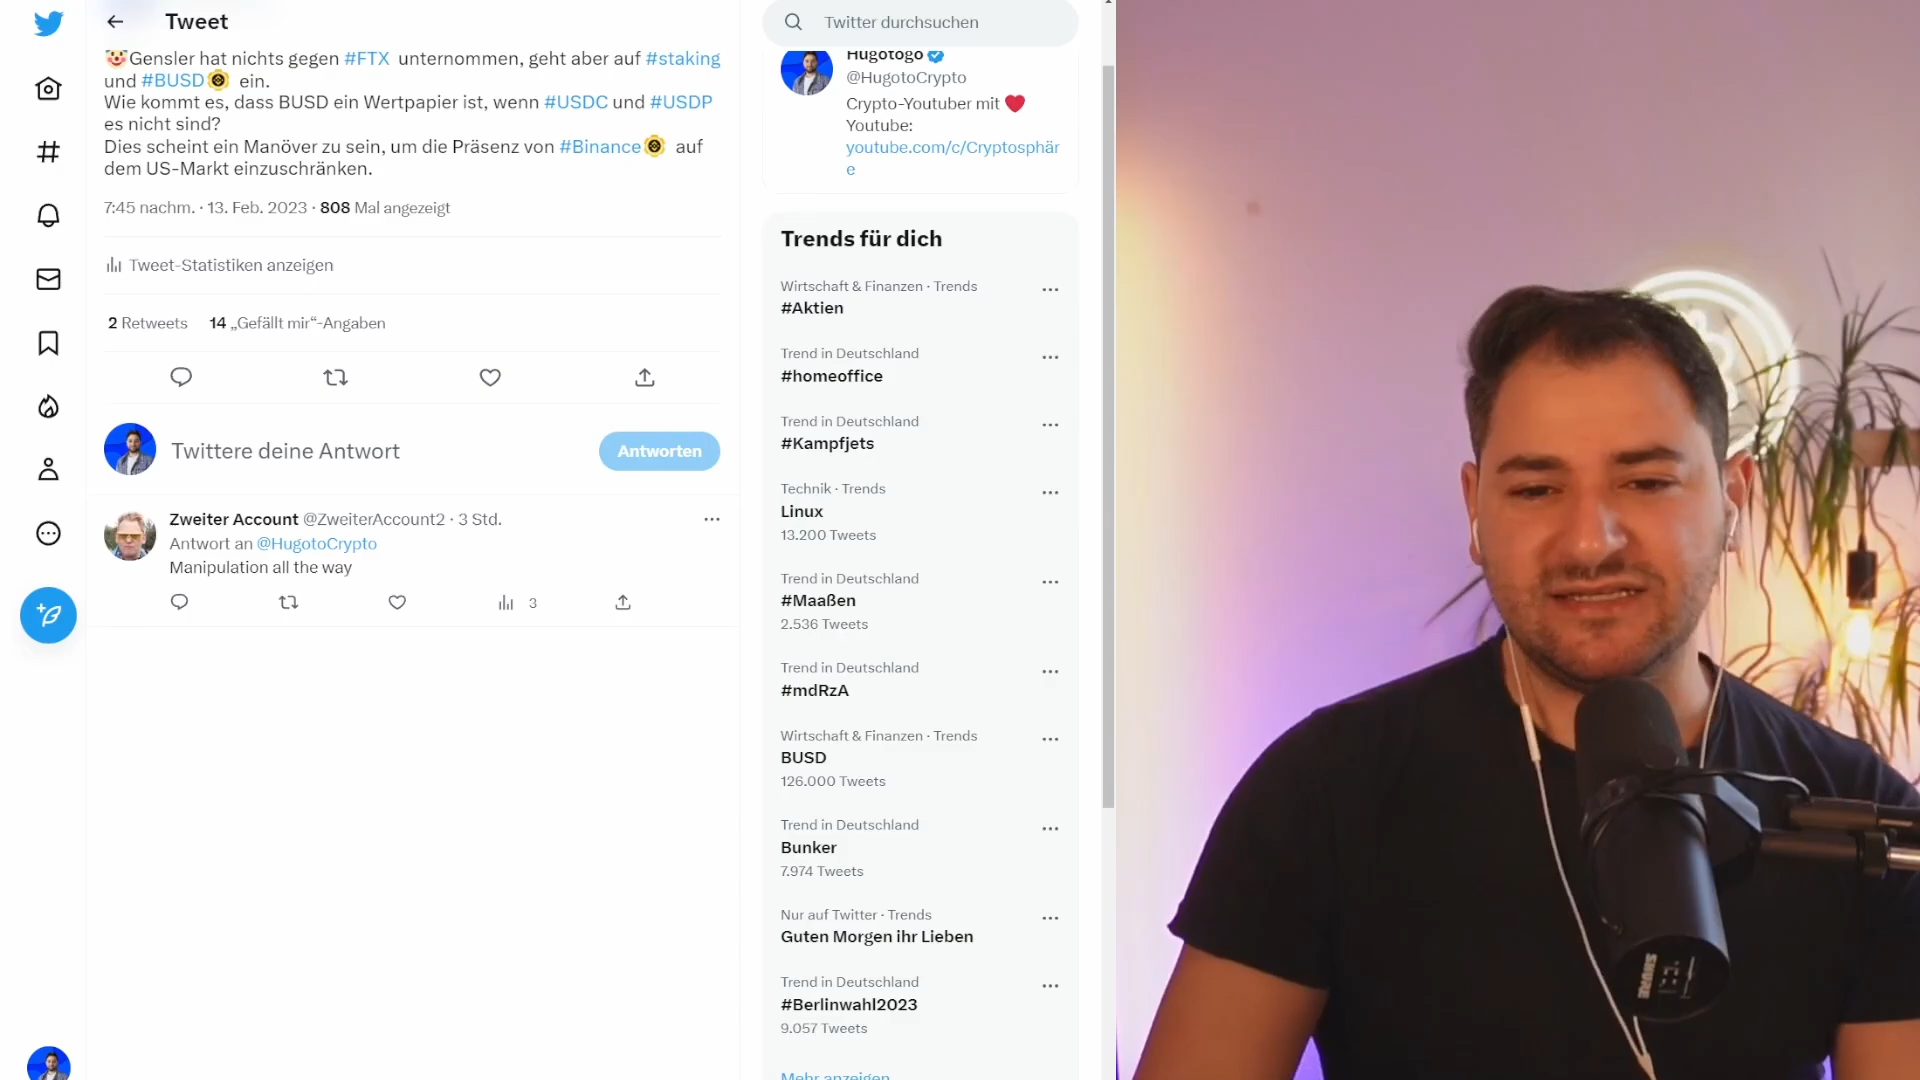 Tweet
🤡Gensler hat nichts gegen #FTX unternommen, geht aber auf #staking
und #BUSD ein.
Wie kommt es, dass BUSD ein Wertpapier ist, wenn #USDC und #USDP
es nicht sind?
Dies scheint ein Manöver zu sein, um die Präsenz von #Binance auf
dem US-Markt einzuschränken.
7:45 nachm. · 13. Feb. 2023 · 808 Mal angezeigt
Tweet-Statistiken anzeigen
2 Retweets 14 „Gefällt mir“-Angaben
Twittere deine Antwort
Antworten
Zweiter Account @ZweiterAccount2 · 3 Std.
Antwort an @HugotoCrypto
Manipulation all the way
3
Twitter durchsuchen
Hugotogo
@HugotoCrypto
Crypto-Youtuber mit ❤️
Youtube:
youtube.com/c/Cryptosphär
e
Trends für dich
Wirtschaft & Finanzen · Trends
#Aktien
Trend in Deutschland
#homeoffice
Trend in Deutschland
#Kampfjets
Technik · Trends
Linux
13.200 Tweets
Trend in Deutschland
#Maaßen
2.536 Tweets
Trend in Deutschland
#mdRzA
Wirtschaft & Finanzen · Trends
BUSD
126.000 Tweets
Trend in Deutschland
Bunker
7.974 Tweets
Nur auf Twitter · Trends
Guten Morgen ihr Lieben
Trend in Deutschland
#Berlinwahl2023
9.057 Tweets
Mehr anzeigen
SHURE